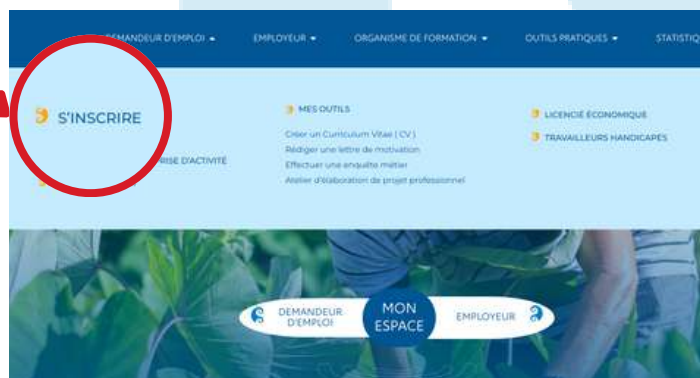 DEMANDEUR D'EMPLOI EMPLOYEUR ORGANISME DE FORMATION OUTILS PRATIQUES STATISTIQ
S'INSCRIRE
RISE D'ACTIVITÉ
MES OUTILS
Créer un Curriculum Vitae ( CV )
Rédiger une lettre de motivation
Effectuer une enquête métier
Atelier d'élaboration de projet professionnel
LICENCIÉ ÉCONOMIQUE
TRAVAILLEURS HANDICAPÉS
DEMANDEUR
D'EMPLOI
MON
ESPACE
EMPLOYEUR